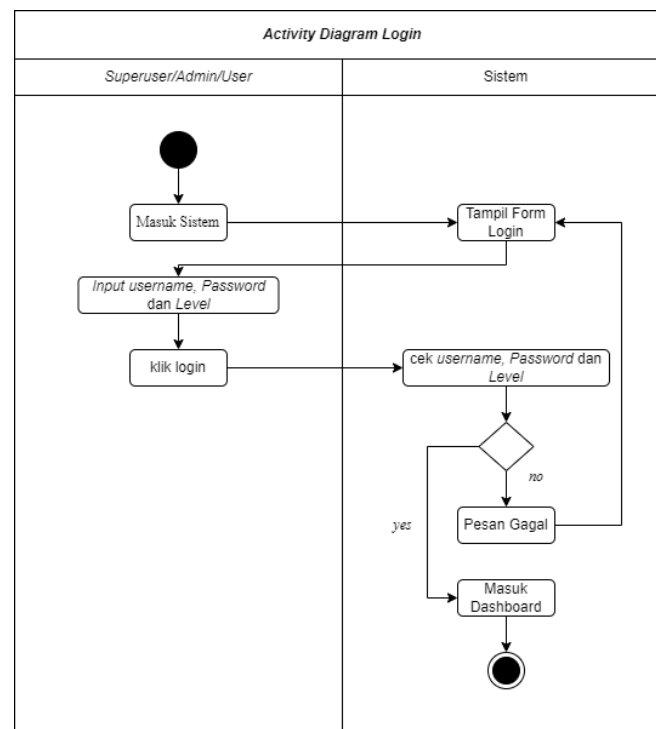 Activity Diagram Login
Superuser/Admin/User
Sistem
Masuk Sistem
Tampil Form
Login
Input username, Password
dan Level
klik login
cek username, Password dan
Level
no
yes
Pesan Gagal
Masuk
Dashboard